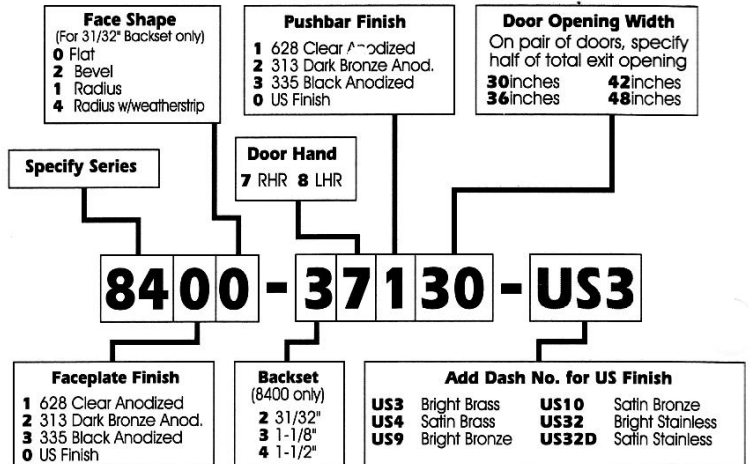 Face Shape
(For 31/32" Backset only)
0 Flat
2 Bevel
1 Radius
4 Radius w/weatherstrip
Pushbar Finish
1 628 Clear
2 313 Dark Bronze Anod.
3 335 Black Anodized
0 US Finish
Door Opening Width
On pair of doors, specify
half of total exit opening
30inches 42inches
36inches 48inches
Specify Series
Door Hand
7 RHR 8 LHR
8400-37130-US3
Faceplate Finish
1 628 Clear Anodized
2 313 Dark Bronze Anod.
3 335 Black Anodized
0 US Finish
Backset
(8400 only)
2 31/32"
3 1-1/8"
4 1-1/2"
Add Dash No. for US Finish
US3 Bright Brass US10 Satin Bronze
US4 Satin Brass US32 Bright Stainless
US9 Bright Bronze US32D Satin Stainless